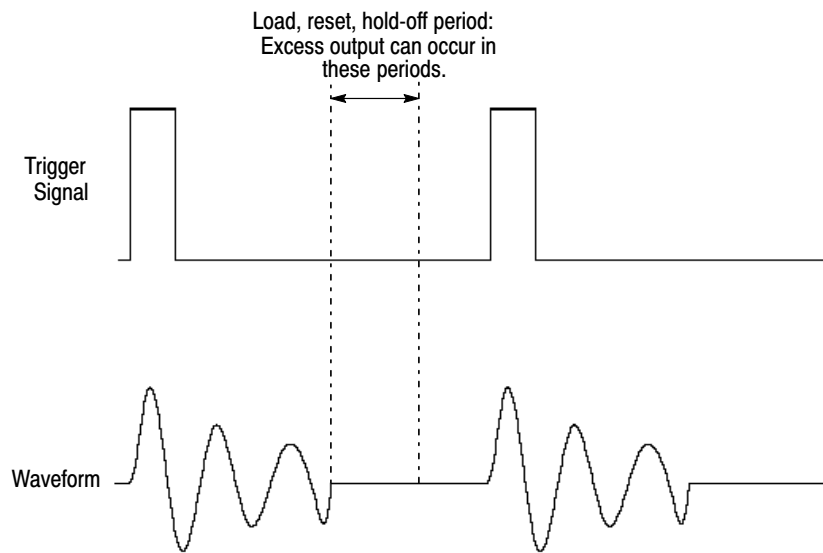 Load, reset, hold-off period:
Excess output can occur in
these periods.
Trigger
Signal
Waveform